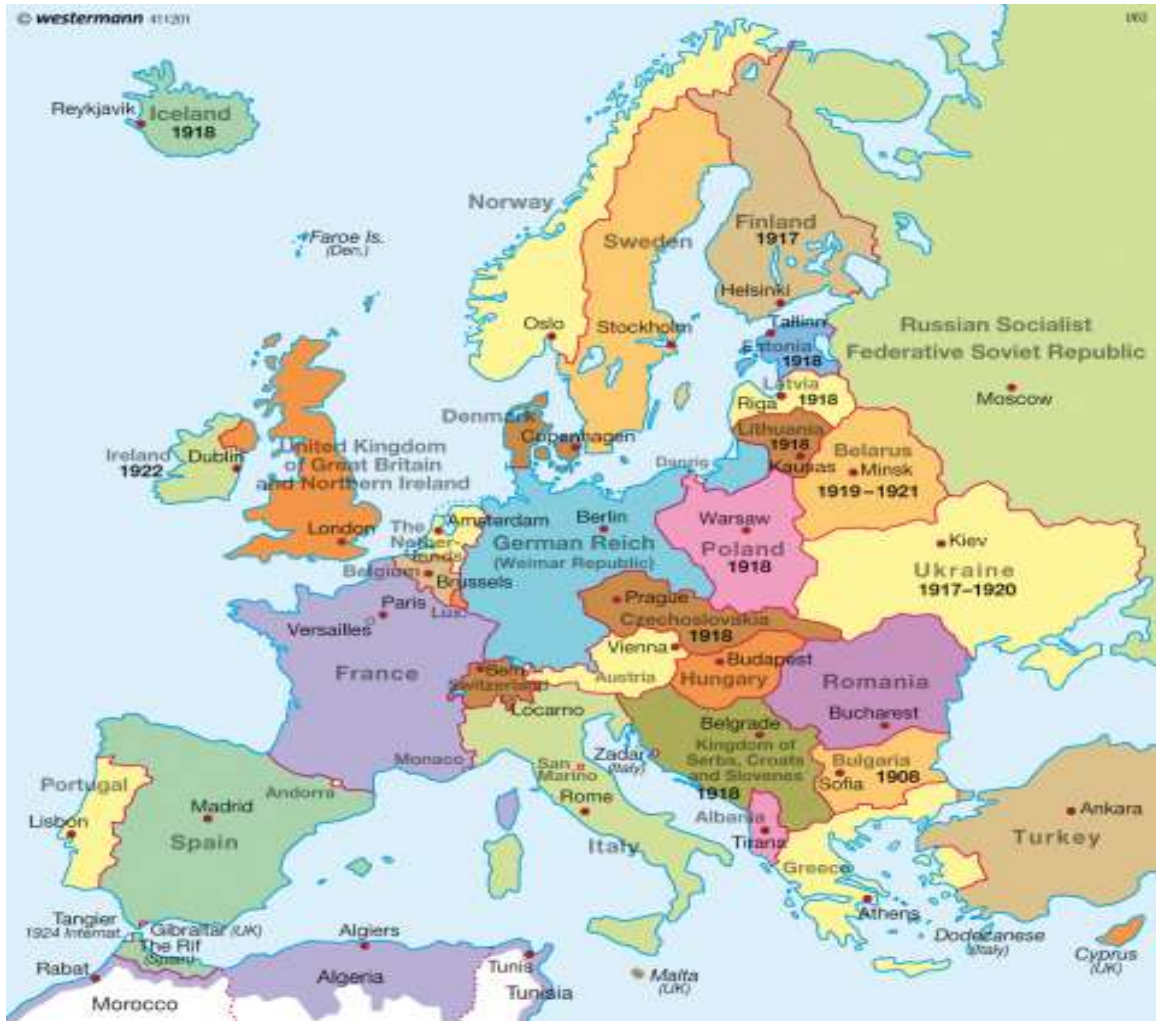 © westermann 411201
Reykjavik
Iceland
1918
Norway
Faroe Is.
(Den.)
Sweden
Finland
1917
Helsinki
Oslo
Stockholm
Tallinn
Estonia
1918
Russian Socialist
Federative Soviet Republic
Moscow
Latvia
Riga
1918
Denmark
Copenhagen
Lithuania
1918
Kaunas
Belarus
Minsk
1919–1921
Ireland
1922
Dublin
United Kingdom
of Great Britain
and Northern Ireland
London
Danzig
The
Nether-
lands
Amsterdam
Berlin
German Reich
(Weimar Republic)
Warsaw
Poland
1918
Kiev
Ukraine
1917–1920
Belgium
Brussels
Lux.
Paris
Versailles
France
Prague
Czechoslovakia
1918
Vienna
Austria
Budapest
Hungary
Bern
Switzerland
Locarno
Romania
Bucharest
Belgrade
Kingdom of
Serbs, Croats
and Slovenes
1918
Zadar
(Italy)
Monaco
San
Marino
Bulgaria
1908
Sofia
Portugal
Lisbon
Andorra
Madrid
Spain
Rome
Italy
Albania
Tirana
Greece
Athens
Ankara
Turkey
Dodecanese
(Italy)
Cyprus
(UK)
Tangier
1924 Internat.
Gibraltar (UK)
The Rif
(Spain)
Rabat
Morocco
Algiers
Algeria
Tunis
Tunisia
Malta
(UK)